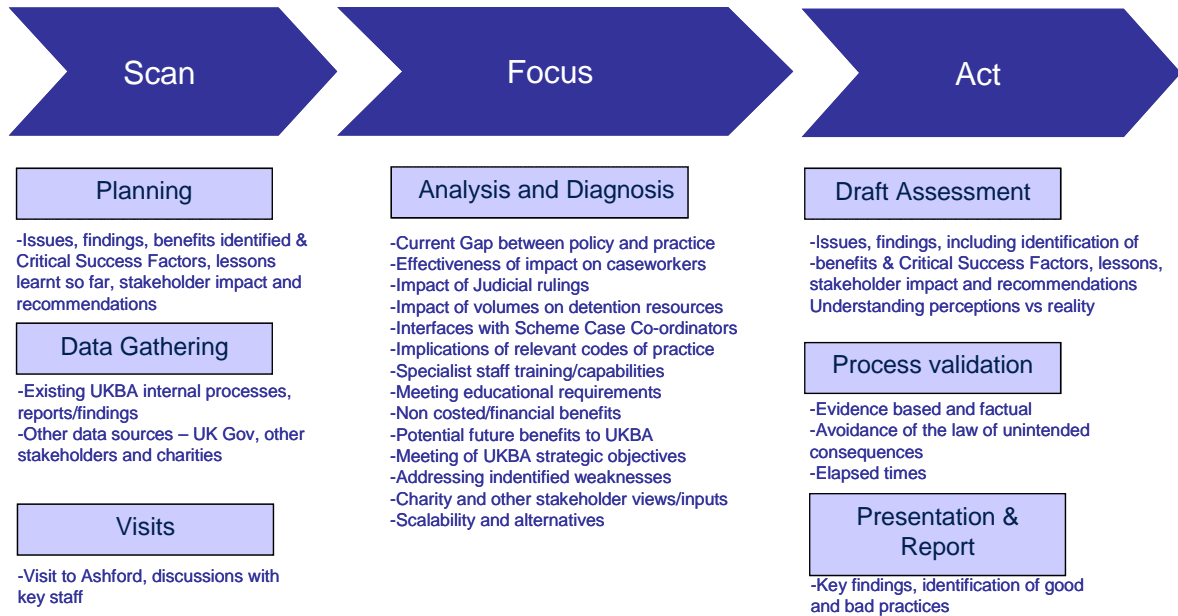 Scan
Focus
Act
Planning
-Issues, findings, benefits identified &
Critical Success Factors, lessons
learnt so far, stakeholder impact and
recommendations
Data Gathering
-Existing UKBA internal processes,
reports/findings
-Other data sources – UK Gov, other
stakeholders and charities
Visits
-Visit to Ashford, discussions with
key staff
Analysis and Diagnosis
-Current Gap between policy and practice
-Effectiveness of impact on caseworkers
-Impact of Judicial rulings
-Impact of volumes on detention resources
-Interfaces with Scheme Case Co-ordinators
-Implications of relevant codes of practice
-Specialist staff training/capabilities
-Meeting educational requirements
-Non costed/financial benefits
-Potential future benefits to UKBA
-Meeting of UKBA strategic objectives
-Addressing indentified weaknesses
-Charity and other stakeholder views/inputs
-Scalability and alternatives
Draft Assessment
-Issues, findings, including identification of
-benefits & Critical Success Factors, lessons,
stakeholder impact and recommendations
Understanding perceptions vs reality
Process validation
-Evidence based and factual
-Avoidance of the law of unintended
consequences
-Elapsed times
Presentation &
Report
-Key findings, identification of good
and bad practices